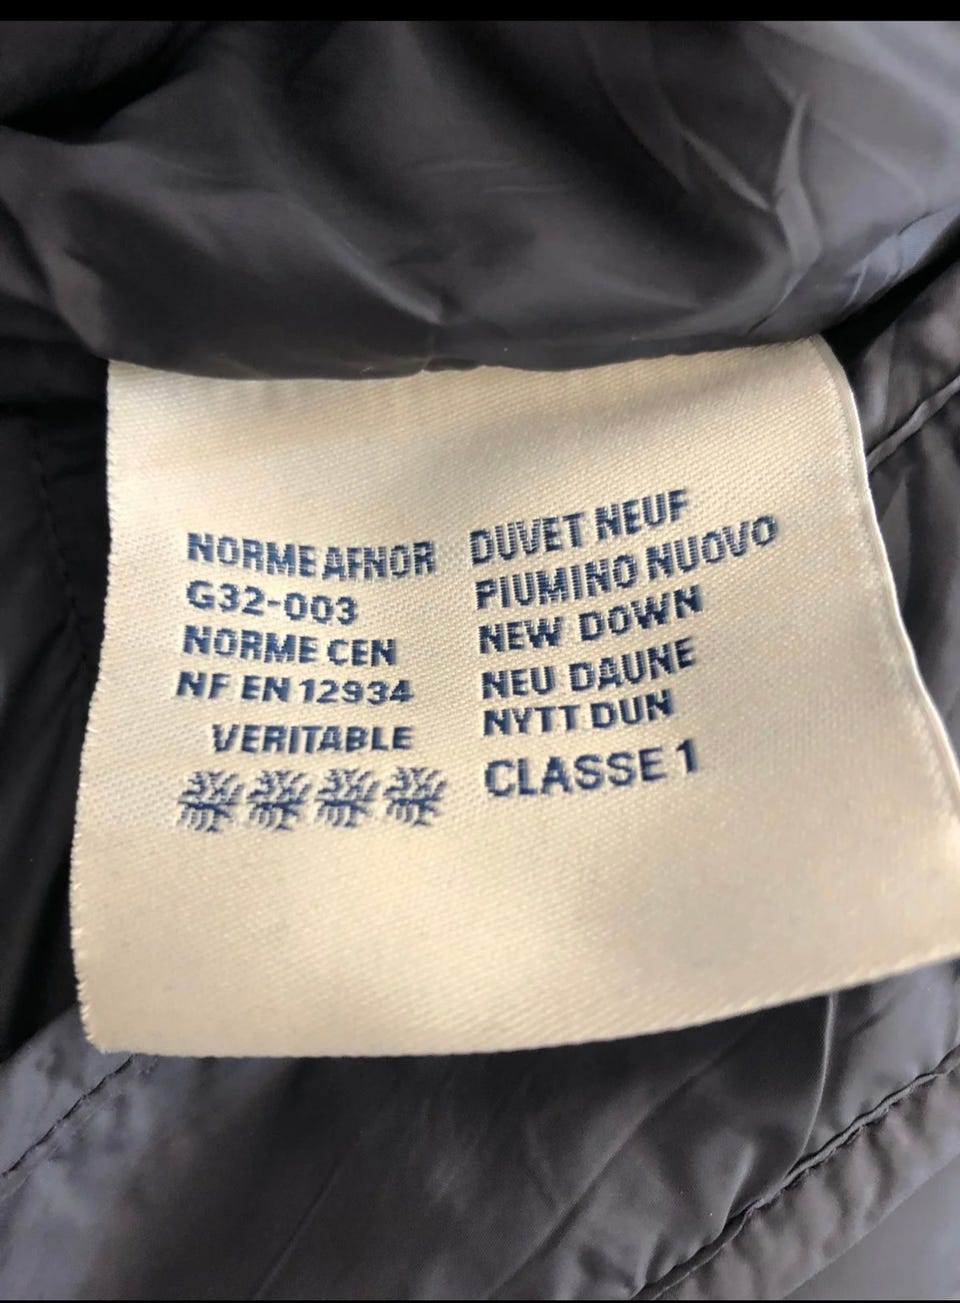 NORME AFNOR
G32-003
NORME CEN
NF EN 12934
VERITABLE
DUVET NEUF
PIUMINO NUOVO
NEW DOWN
NEU DAUNE
NYTT DUN
CLASSE 1